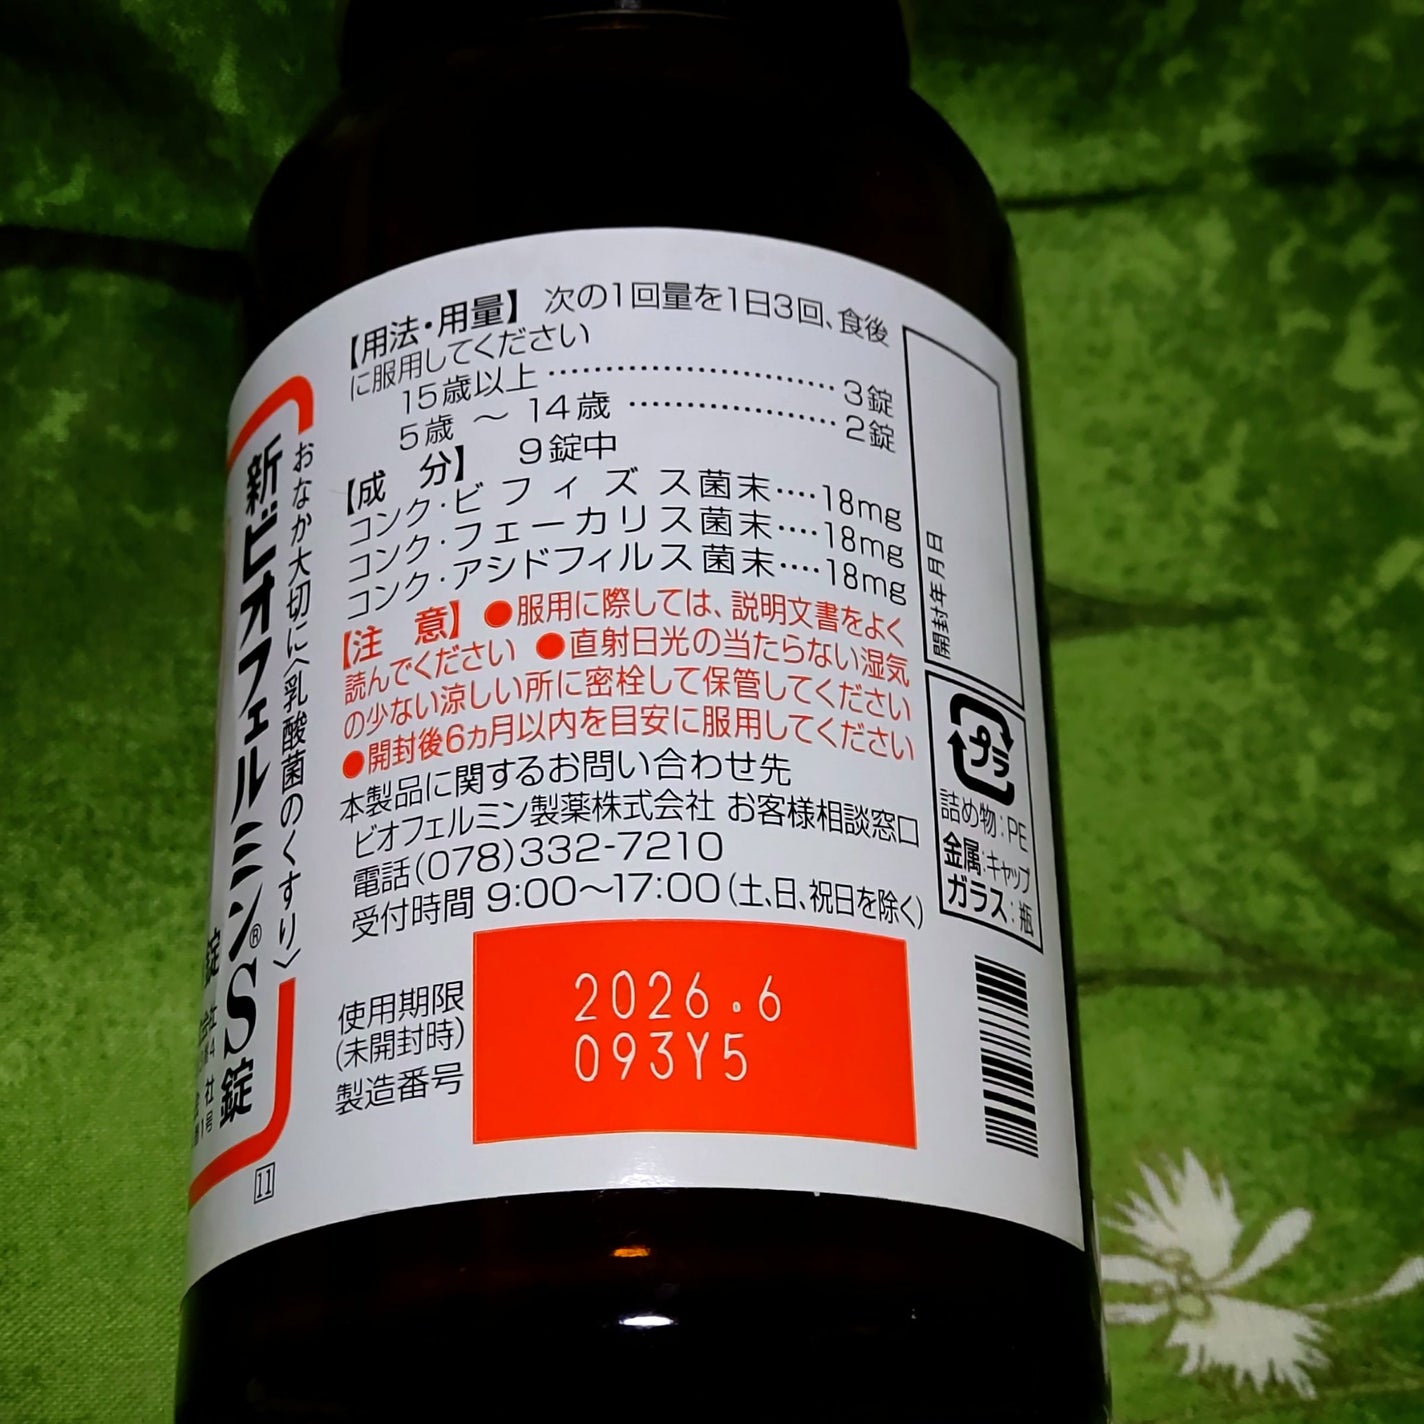 【用法・用量】 次の1回量を1日3回、食後
に服用してください
15歳以上 ………………………… 3錠
5歳 ～ 14歳 ………………… 2錠
【成　分】　9錠中
コンク・ビフィズス菌末‥‥18mg
コンク・フェーカリス菌末‥‥18mg
コンク・アシドフィルス菌末‥‥18mg
【注　意】 ●服用に際しては、説明文書をよく
読んでください ●直射日光の当たらない湿気
の少ない涼しい所に密栓して保管してください
●開封後6ヵ月以内を目安に服用してください
本製品に関するお問い合わせ先
ビオフェルミン製薬株式会社 お客様相談窓口
電話(078)332-7210
受付時間 9:00～17:00(土、日、祝日を除く)
使用期限
(未開封時)
製造番号
2026.6
093Y5
開封年月日
プラ
詰め物:PE
金属:キャップ
ガラス:瓶
おなか大切に〈乳酸菌のくすり〉
新ビオフェルミン®S錠
錠
11